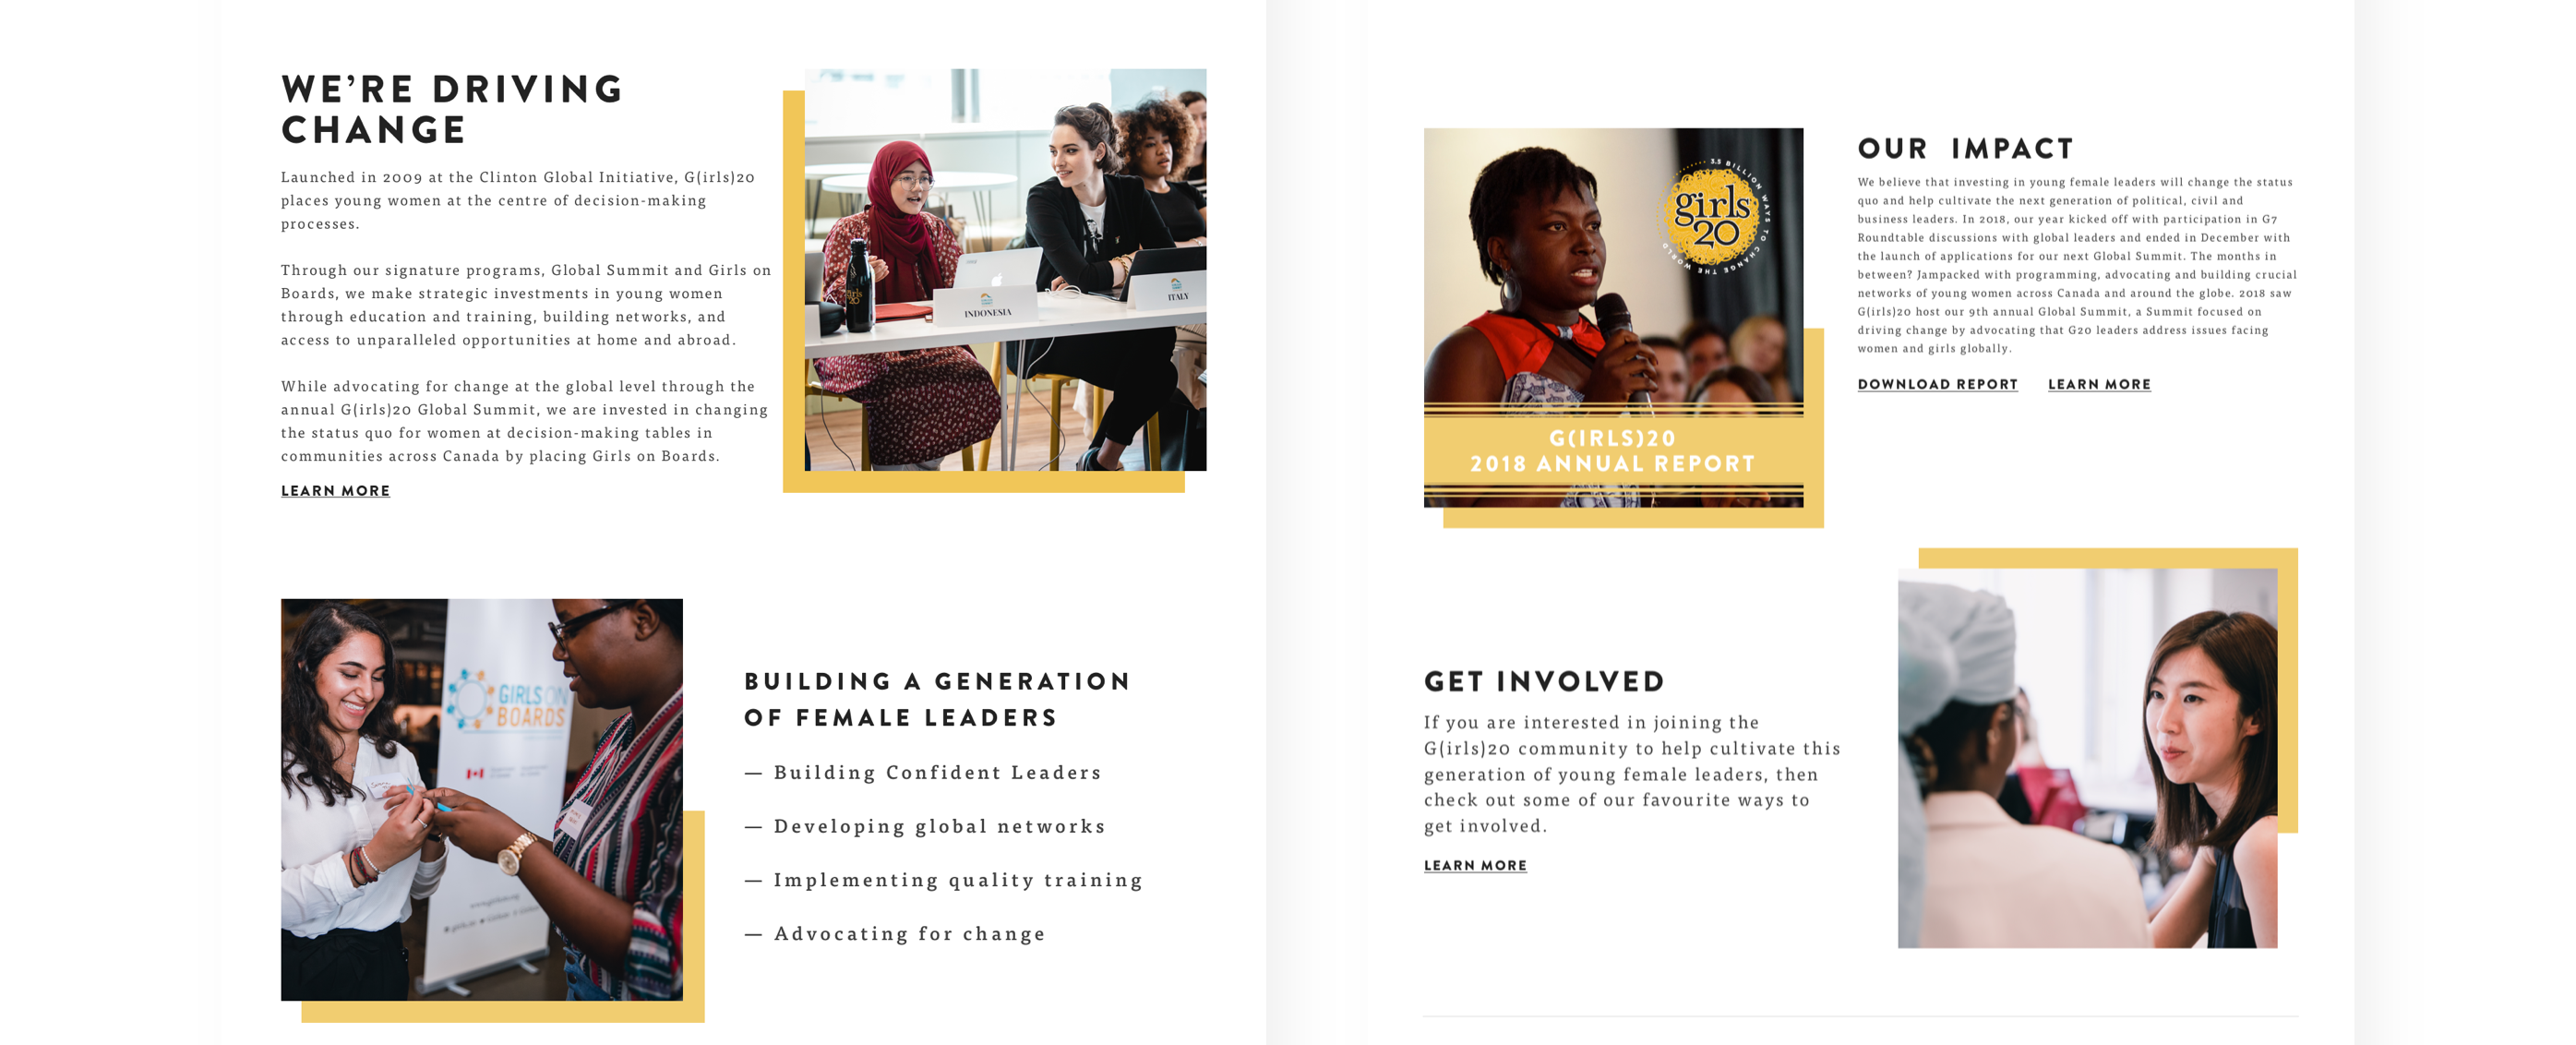 WE’RE DRIVING
CHANGE
Launched in 2009 at the Clinton Global Initiative, G(irls)20
places young women at the centre of decision-making
processes.
Through our signature programs, Global Summit and Girls on
Boards, we make strategic investments in young women
through education and training, building networks, and
access to unparalleled opportunities at home and abroad.
While advocating for change at the global level through the
annual G(irls)20 Global Summit, we are invested in changing
the status quo for women at decision-making tables in
communities across Canada by placing Girls on Boards.
LEARN MORE
girls
20
INDONESIA
ITALY
GIRLS ON
BOARDS
BUILDING A GENERATION
OF FEMALE LEADERS
— Building Confident Leaders
— Developing global networks
— Implementing quality training
— Advocating for change
3.5 BILLION WAYS TO CHANGE THE WORLD
girls
20
G(IRLS)20
2018 ANNUAL REPORT
OUR IMPACT
We believe that investing in young female leaders will change the status
quo and help cultivate the next generation of political, civil and
business leaders. In 2018, our year kicked off with participation in G7
Roundtable discussions with global leaders and ended in December with
the launch of applications for our next Global Summit. The months in
between? Jampacked with programming, advocating and building crucial
networks of young women across Canada and around the globe. 2018 saw
G(irls)20 host our 9th annual Global Summit, a Summit focused on
driving change by advocating that G20 leaders address issues facing
women and girls globally.
DOWNLOAD REPORT LEARN MORE
GET INVOLVED
If you are interested in joining the
G(irls)20 community to help cultivate this
generation of young female leaders, then
check out some of our favourite ways to
get involved.
LEARN MORE